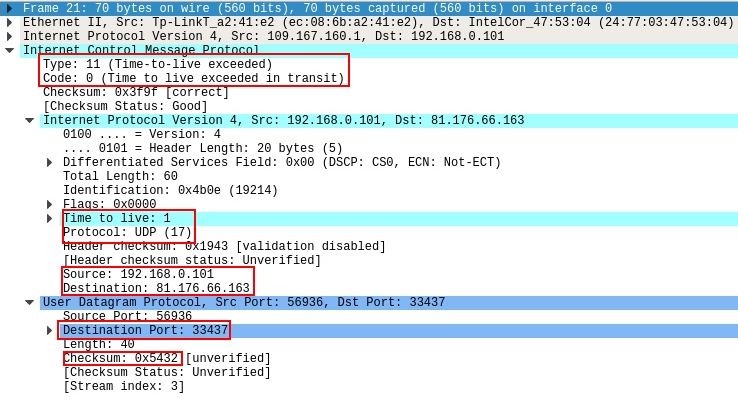 Frame 21: 70 bytes on wire (560 bits), 70 bytes captured (560 bits) on interface 0
Ethernet II, Src: Tp-LinkT_a2:41:e2 (ec:08:6b:a2:41:e2), Dst: IntelCor_47:53:04 (24:77:03:47:53:04)
Internet Protocol Version 4, Src: 109.167.160.1, Dst: 192.168.0.101
Internet Control Message Protocol
Type: 11 (Time-to-live exceeded)
Code: 0 (Time to live exceeded in transit)
Checksum: 0x3f9f [correct]
[Checksum Status: Good]
Internet Protocol Version 4, Src: 192.168.0.101, Dst: 81.176.66.163
0100 .... = Version: 4
.... 0101 = Header Length: 20 bytes (5)
Differentiated Services Field: 0x00 (DSCP: CS0, ECN: Not-ECT)
Total Length: 60
Identification: 0x4b0e (19214)
Flags: 0x0000
Time to live: 1
Protocol: UDP (17)
Header checksum: 0x1943 [validation disabled]
[Header checksum status: Unverified]
Source: 192.168.0.101
Destination: 81.176.66.163
User Datagram Protocol, Src Port: 56936, Dst Port: 33437
Source Port: 56936
Destination Port: 33437
Length: 40
Checksum: 0x5432 [unverified]
[Checksum Status: Unverified]
[Stream index: 3]